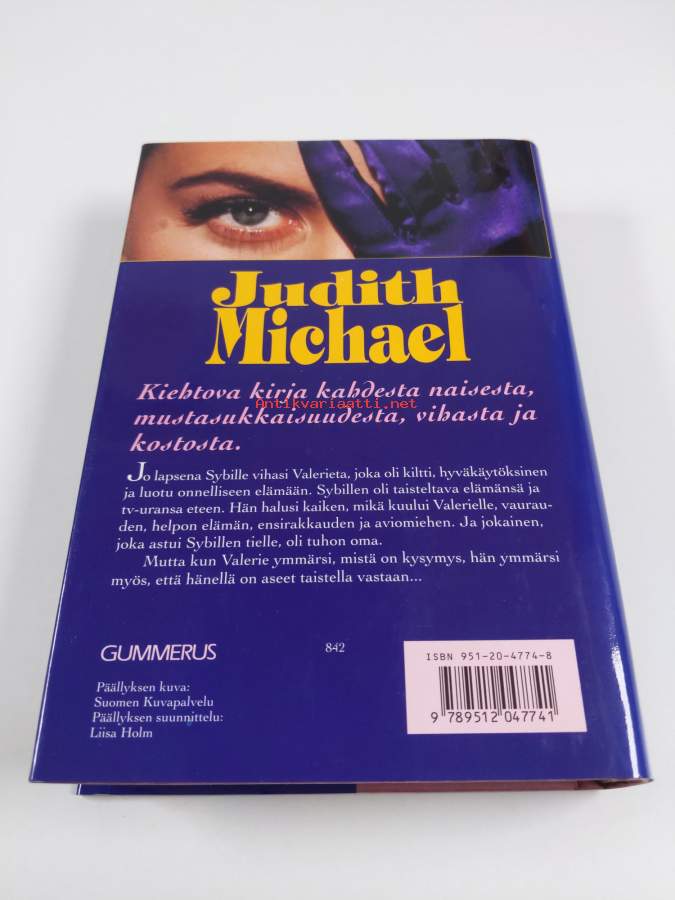 Judith
Michael
Kiehtova kirja kahdesta naisesta,
Antikvariaatti.net
mustasukkaisuudesta, vihasta ja
kostosta.
Jo lapsena Sybille vihasi Valerieta, joka oli kiltti, hyväkäytöksinen
ja luotu onnelliseen elämään. Sybillen oli taisteltava elämänsä ja
tv-uransa eteen. Hän halusi kaiken, mikä kuului Valerielle, vaurau-
den, helpon elämän, ensirakkauden ja aviomiehen. Ja jokainen,
joka astui Sybillen tielle, oli tuhon oma.
Mutta kun Valerie ymmärsi, mistä on kysymys, hän ymmärsi
myös, että hänellä on aseet taistella vastaan...
GUMMERUS
842
ISBN 951-20-4774-8
9 789512 047741
Päällyksen kuva:
Suomen Kuvapalvelu
Päällyksen suunnittelu:
Liisa Holm